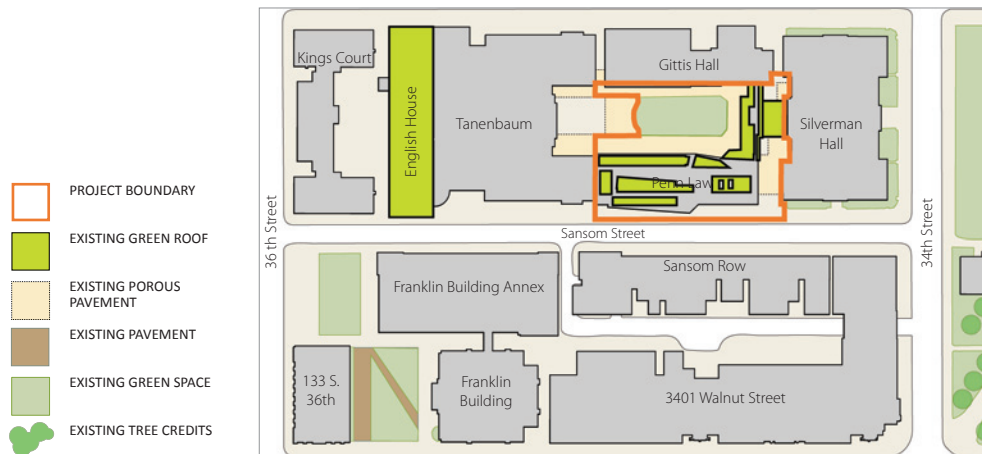 PROJECT BOUNDARY
EXISTING GREEN ROOF
EXISTING POROUS
PAVEMENT
EXISTING PAVEMENT
EXISTING GREEN SPACE
EXISTING TREE CREDITS
Kings Court
English House
Tanenbaum
Gittis Hall
Silverman
Hall
Penn Law
36 th Street
Sansom Street
34th Street
Franklin Building Annex
Sansom Row
133 S.
36th
Franklin
Building
3401 Walnut Street